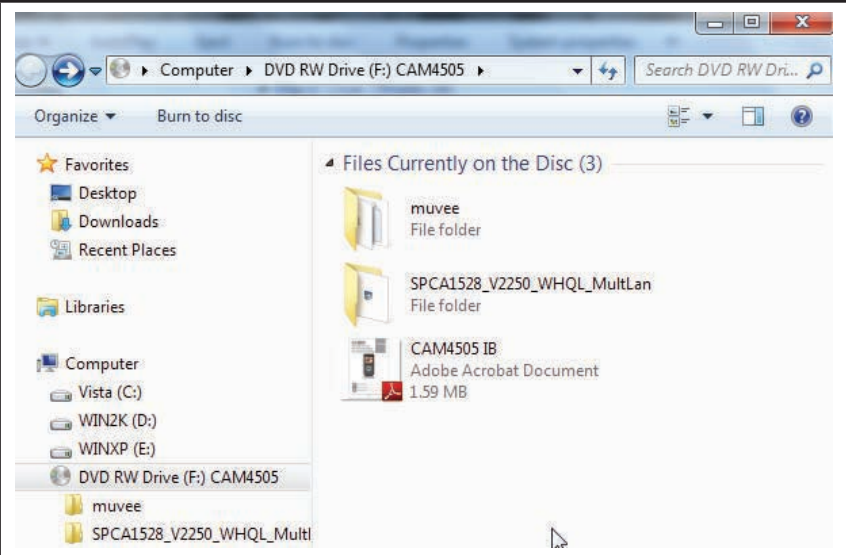 Computer ▸ DVD RW Drive (F:) CAM4505 ▸
Search DVD RW Dri...
Organize
Burn to disc
Favorites
Desktop
Downloads
Recent Places
Libraries
Computer
Vista (C:)
WIN2K (D:)
WINXP (E:)
DVD RW Drive (F:) CAM4505
muvee
SPCA1528_V2250_WHQL_Multl
Files Currently on the Disc (3)
muvee
File folder
SPCA1528_V2250_WHQL_MultLan
File folder
CAM4505 IB
Adobe Acrobat Document
1.59 MB